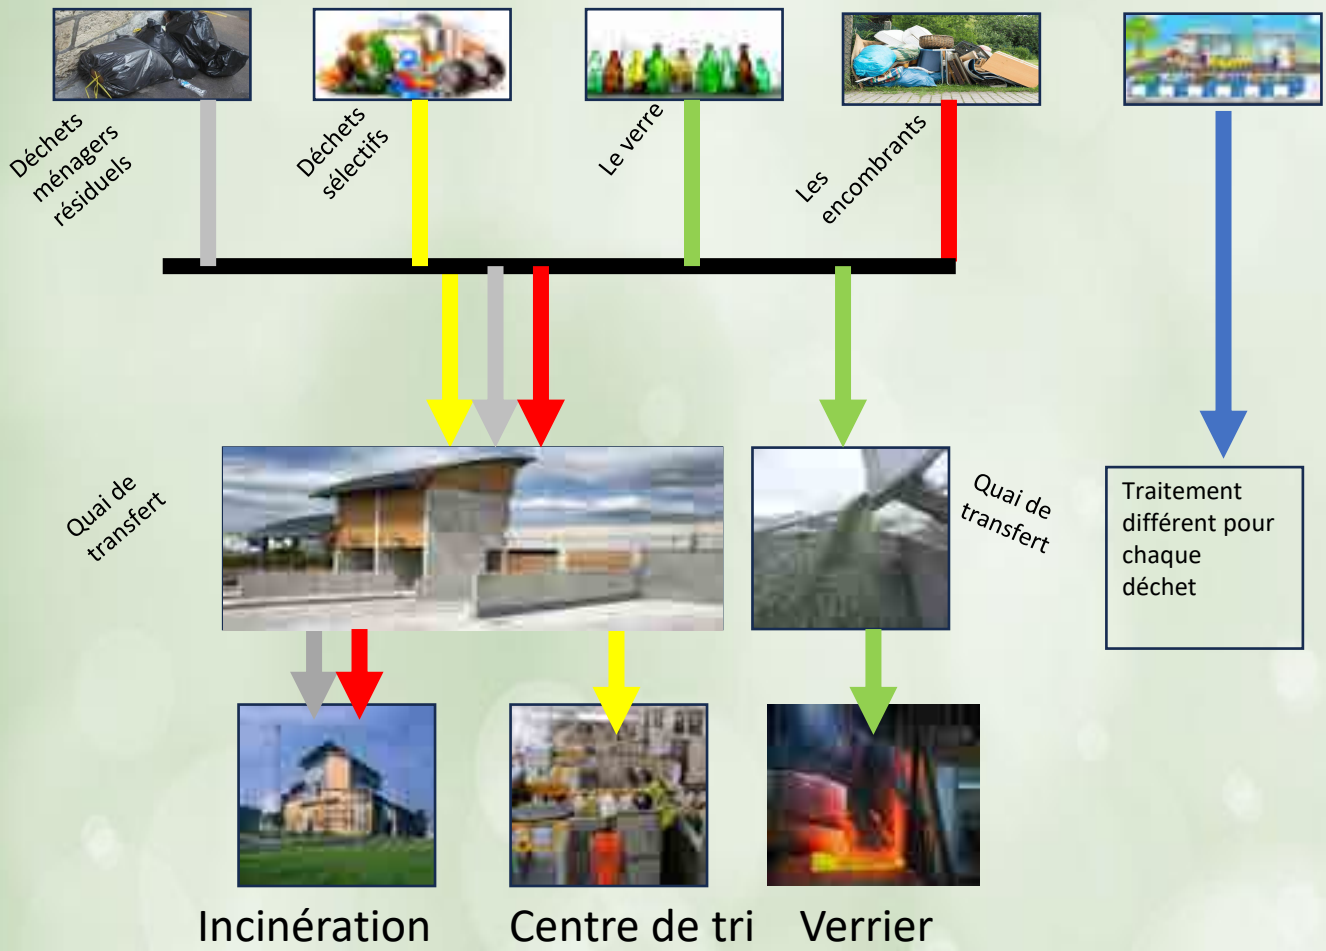 Déchets
ménagers
résiduels
Déchets
sélectifs
Le verre
Les
encombrants
Quai de
transfert
Quai de
transfert
Traitement
différent pour
chaque
déchet
Incinération
Centre de tri
Verrier